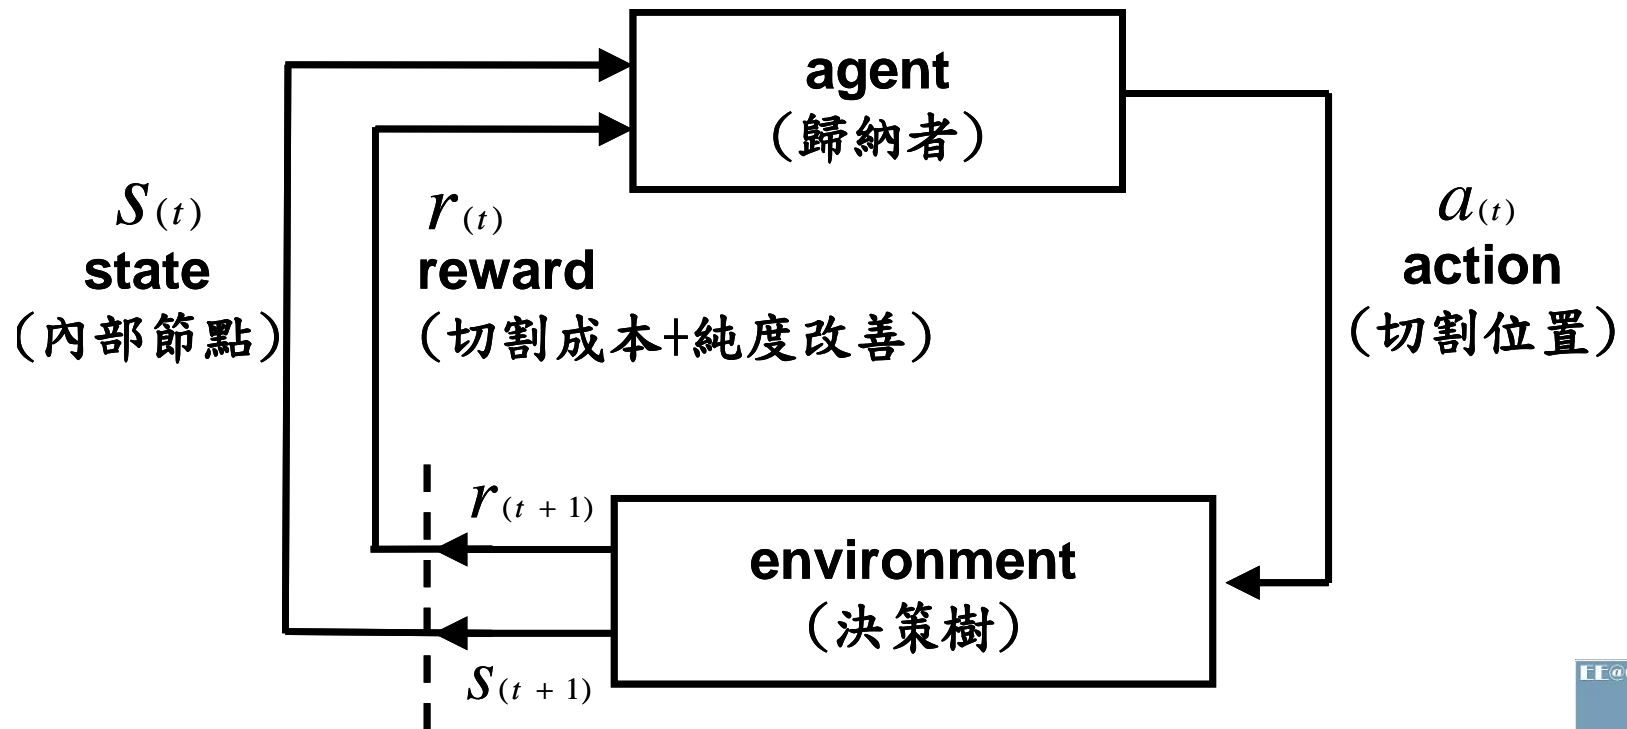 agent
(歸納者)
s(t)
state
(內部節點)
r(t)
reward
(切割成本+純度改善)
a(t)
action
(切割位置)
r(t + 1)
environment
(決策樹)
s(t + 1)